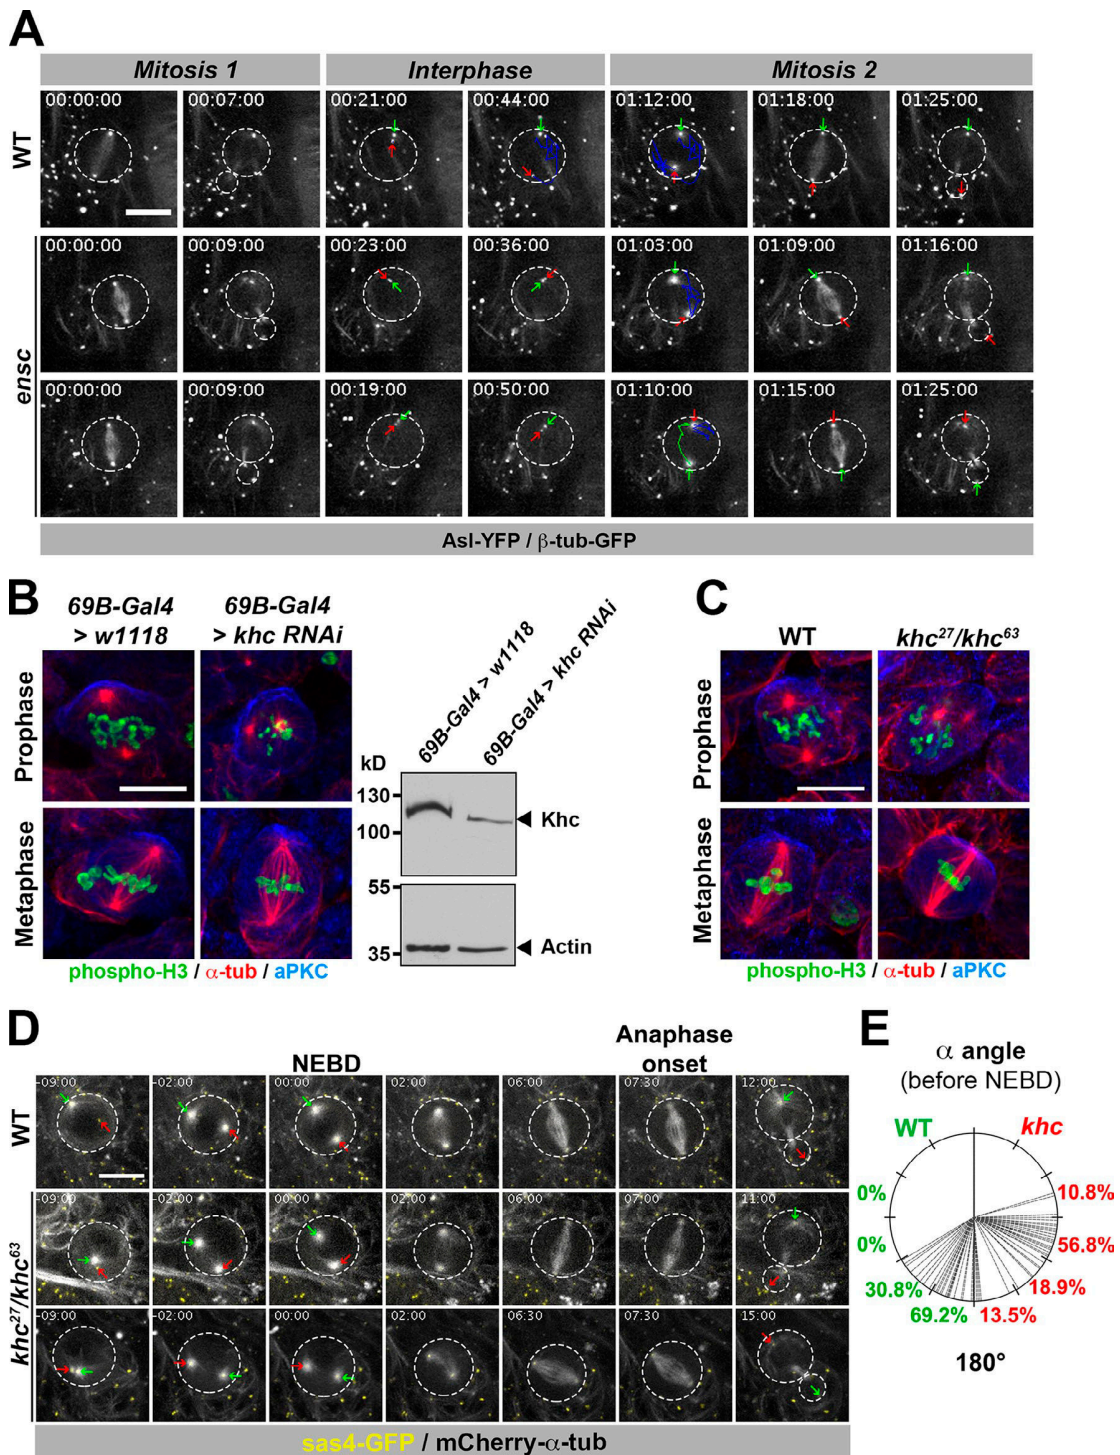 A
Mitosis 1 Interphase Mitosis 2
WT
00:00:00 00:07:00 00:21:00 00:44:00 01:12:00 01:18:00 01:25:00
ensc
00:00:00 00:09:00 00:23:00 00:36:00 01:03:00 01:09:00 01:16:00
00:00:00 00:09:00 00:19:00 00:50:00 01:10:00 01:15:00 01:25:00
Asl-YFP / β-tub-GFP
B
69B-Gal4 > w1118
69B-Gal4 > khc RNAi
Prophase
Metaphase
phospho-H3 / α-tub / aPKC
69B-Gal4 > w1118
69B-Gal4 > khc RNAi
kD
130
100
Khc
55
35
Actin
C
WT khc27/khc63
Prophase
Metaphase
phospho-H3 / α-tub / aPKC
D
NEBD
Anaphase onset
WT
-09:00 -02:00 00:00 02:00 06:00 07:30 12:00
khc27/khc63
-09:00 -02:00 00:00 02:00 06:00 07:00 11:00
-09:00 -02:00 00:00 02:00 06:30 07:30 15:00
sas4-GFP / mCherry-α-tub
E
α angle
(before NEBD)
WT khc
0% 10.8%
0% 56.8%
30.8% 18.9%
69.2% 13.5%
180°